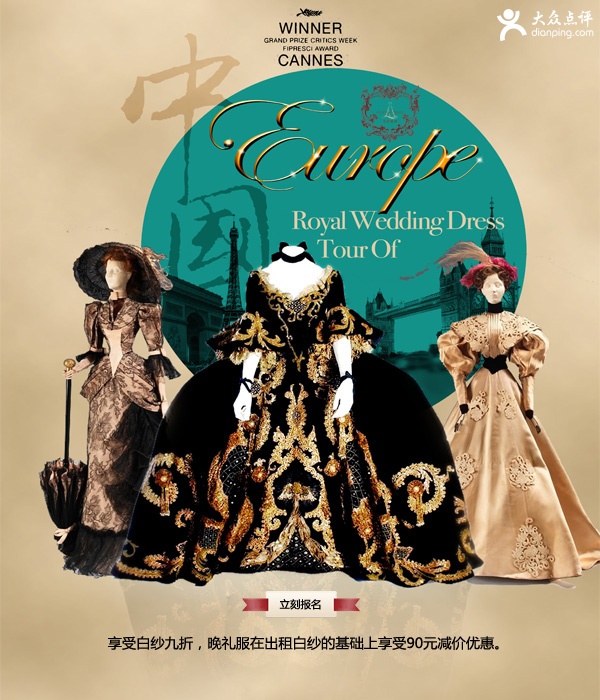 WINNER
GRAND PRIZE CRITICS WEEK
FIPRESCI AWARD
CANNES
大众点评
dianping.com
中国
Europe
Royal Wedding Dress
Tour Of
立刻报名
享受白纱九折，晚礼服在出租白纱的基础上享受90元减价优惠。